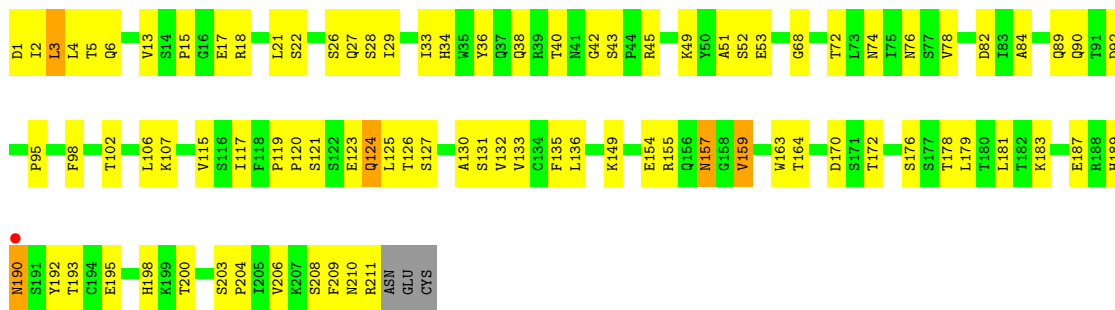 D1 I2 L3 L4 T5 Q6 V13 S14 P15 G16 E17 R18 L21 S22 S26 Q27 S28 I29 I33 H34 W35 Y36 Q37 Q38 R39 T40 N41 G42 S43 P44 R45 K49 Y50 A51 S52 E53 G68 T72 L73 N74 I75 N76 S77 V78 D82 I83 A84 Q89 Q90 T91
P95 F98 T102 L106 K107 V115 S116 I117 F118 P119 P120 S121 S122 E123 Q124 L125 T126 S127 A130 S131 V132 V133 C134 F135 L136 K149 E154 R155 Q156 N157 G158 V159 W163 T164 D170 S171 T172 S176 S177 T178 L179 T180 L181 T182 K183 E187 R188
N190 S191 Y192 T193 C194 E195 H198 K199 T200 S203 P204 I205 V206 K207 S208 F209 N210 R211 ASN GLU CYS